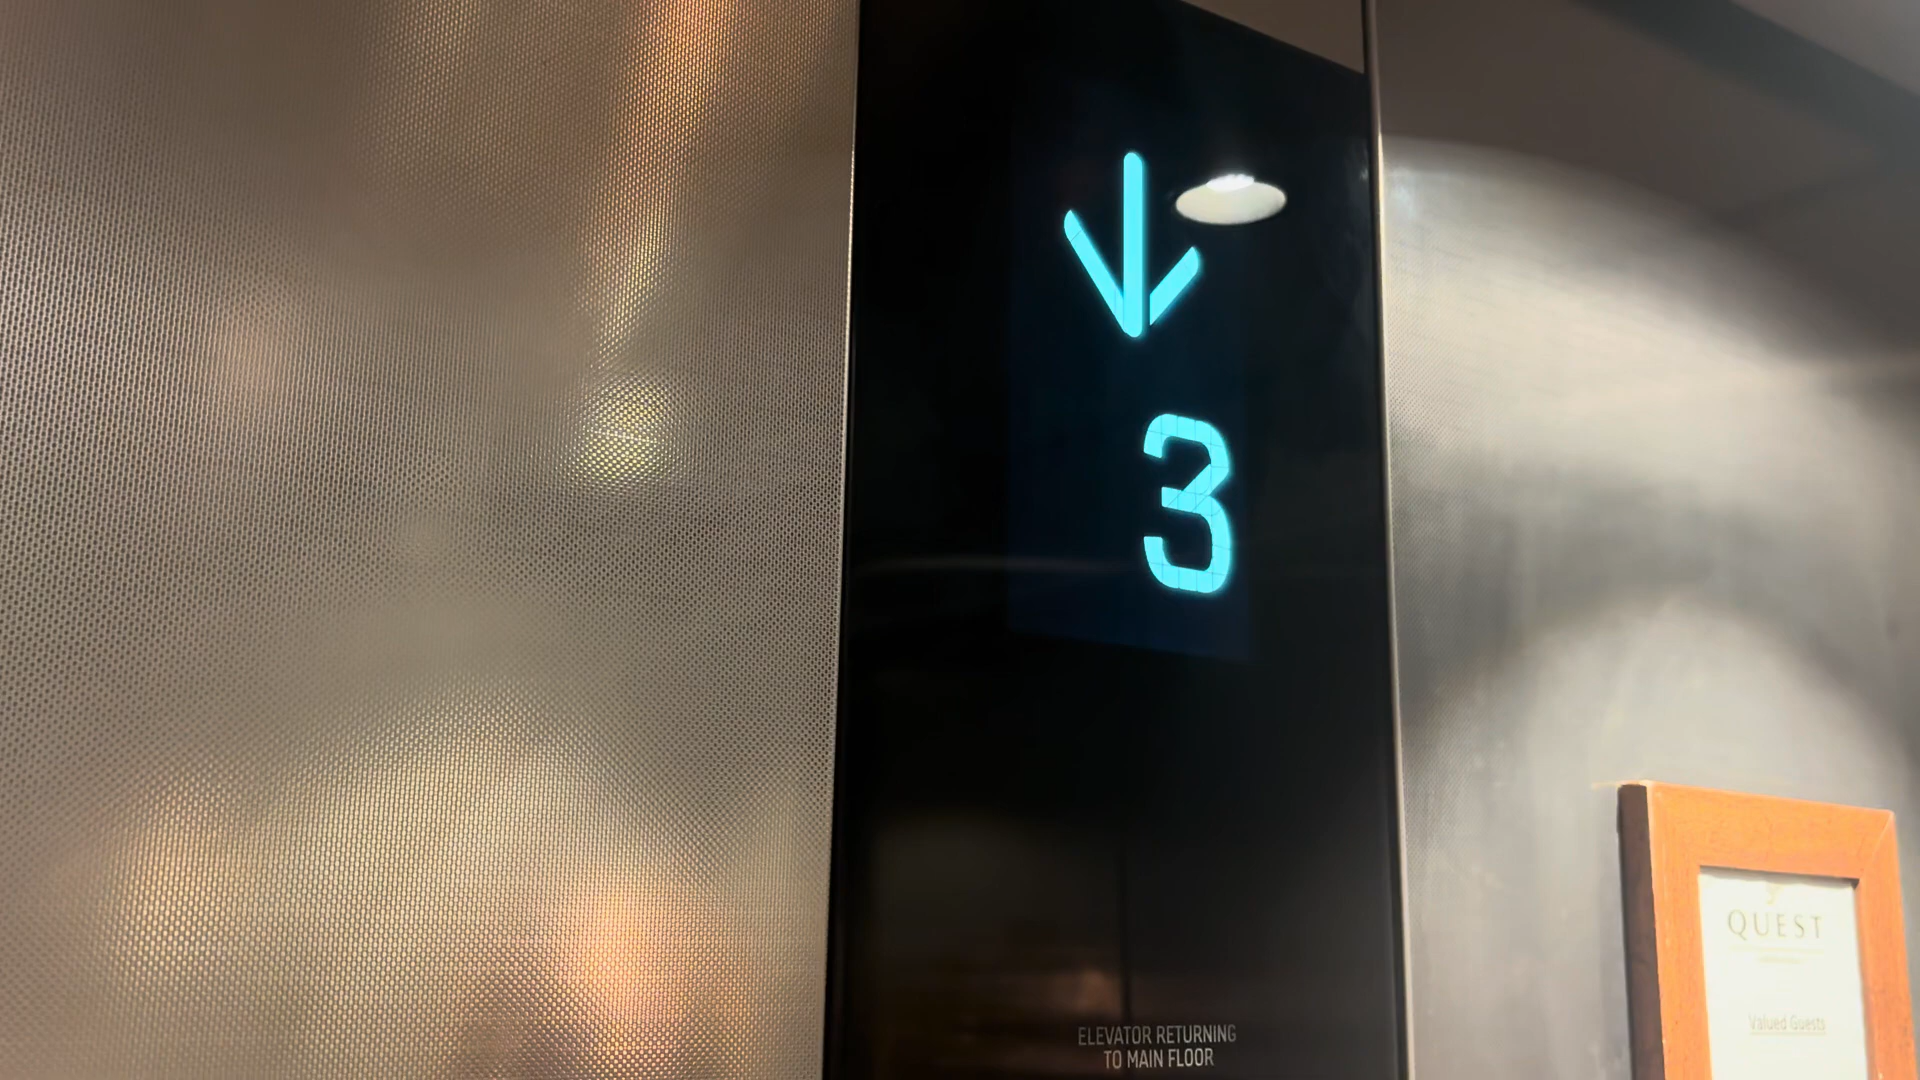 3
ELEVATOR RETURNING
TO MAIN FLOOR
QUEST
Valued Guests